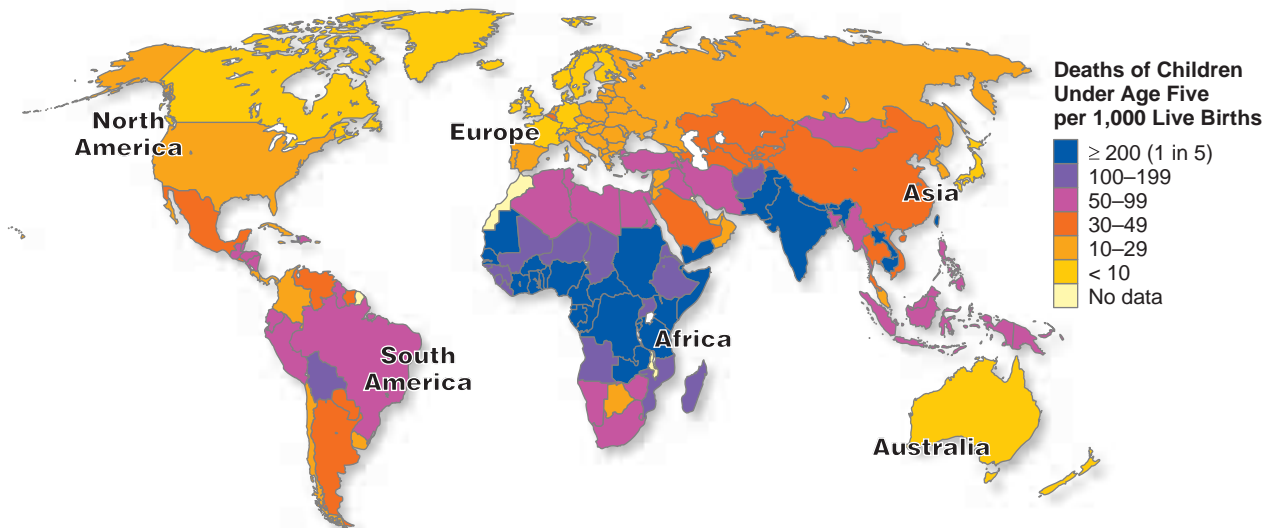 North
America
Europe
Asia
Africa
South
America
Australia
Deaths of Children
Under Age Five
per 1,000 Live Births
≥ 200 (1 in 5)
100–199
50–99
30–49
10–29
< 10
No data